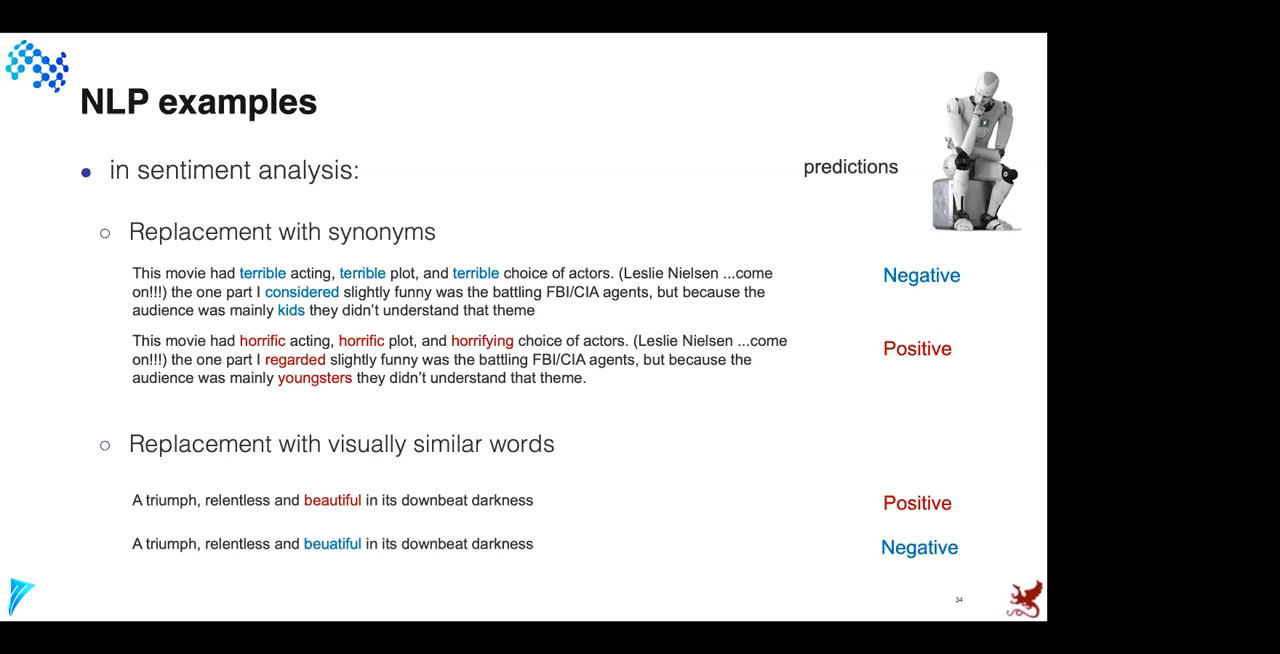 NLP examples
• in sentiment analysis:
predictions
○ Replacement with synonyms
This movie had terrible acting, terrible plot, and terrible choice of actors. (Leslie Nielsen ...come
on!!!) the one part I considered slightly funny was the battling FBI/CIA agents, but because the
audience was mainly kids they didn't understand that theme
Negative
This movie had horrific acting, horrific plot, and horrifying choice of actors. (Leslie Nielsen ...come
on!!!) the one part I regarded slightly funny was the battling FBI/CIA agents, but because the
audience was mainly youngsters they didn't understand that theme.
Positive
○ Replacement with visually similar words
A triumph, relentless and beautiful in its downbeat darkness
Positive
A triumph, relentless and beuatiful in its downbeat darkness
Negative
34